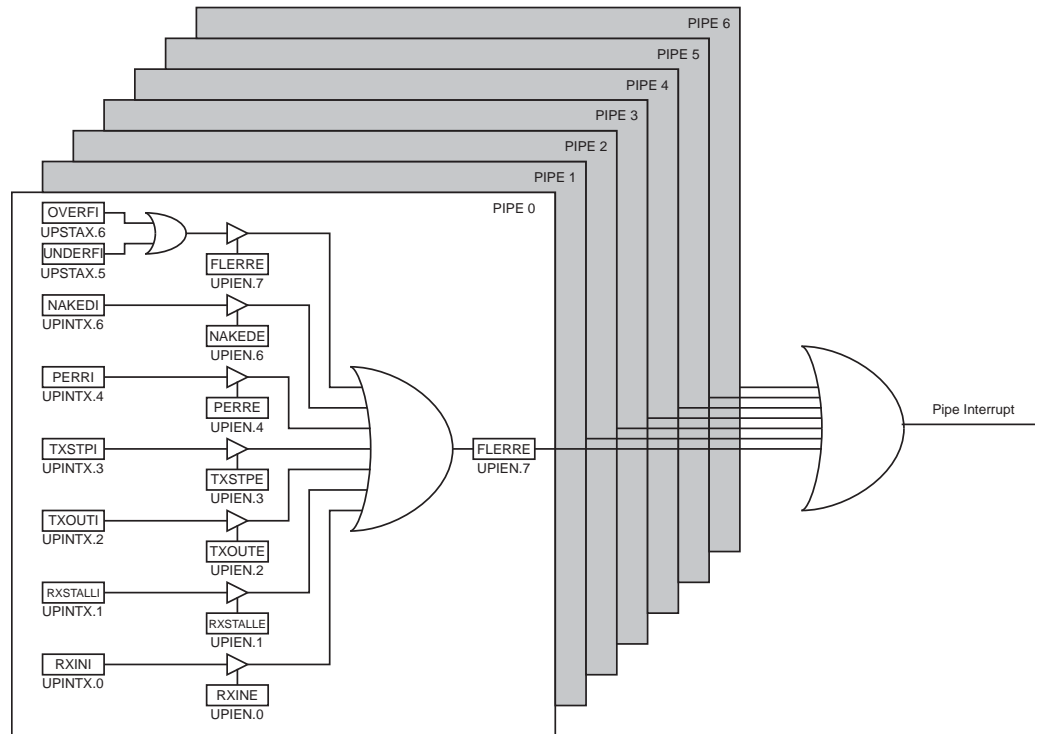 PIPE 6
PIPE 5
PIPE 4
PIPE 3
PIPE 2
PIPE 1
PIPE 0
OVERFI
UPSTAX.6
UNDERFI
UPSTAX.5
FLERRE
UPIEN.7
NAKEDI
UPINTX.6
NAKEDE
UPIEN.6
PERRI
UPINTX.4
PERRE
UPIEN.4
TXSTPI
UPINTX.3
TXSTPE
UPIEN.3
TXOUTI
UPINTX.2
TXOUTE
UPIEN.2
RXSTALLI
UPINTX.1
RXSTALLE
UPIEN.1
RXINI
UPINTX.0
RXINE
UPIEN.0
FLERRE
UPIEN.7
Pipe Interrupt